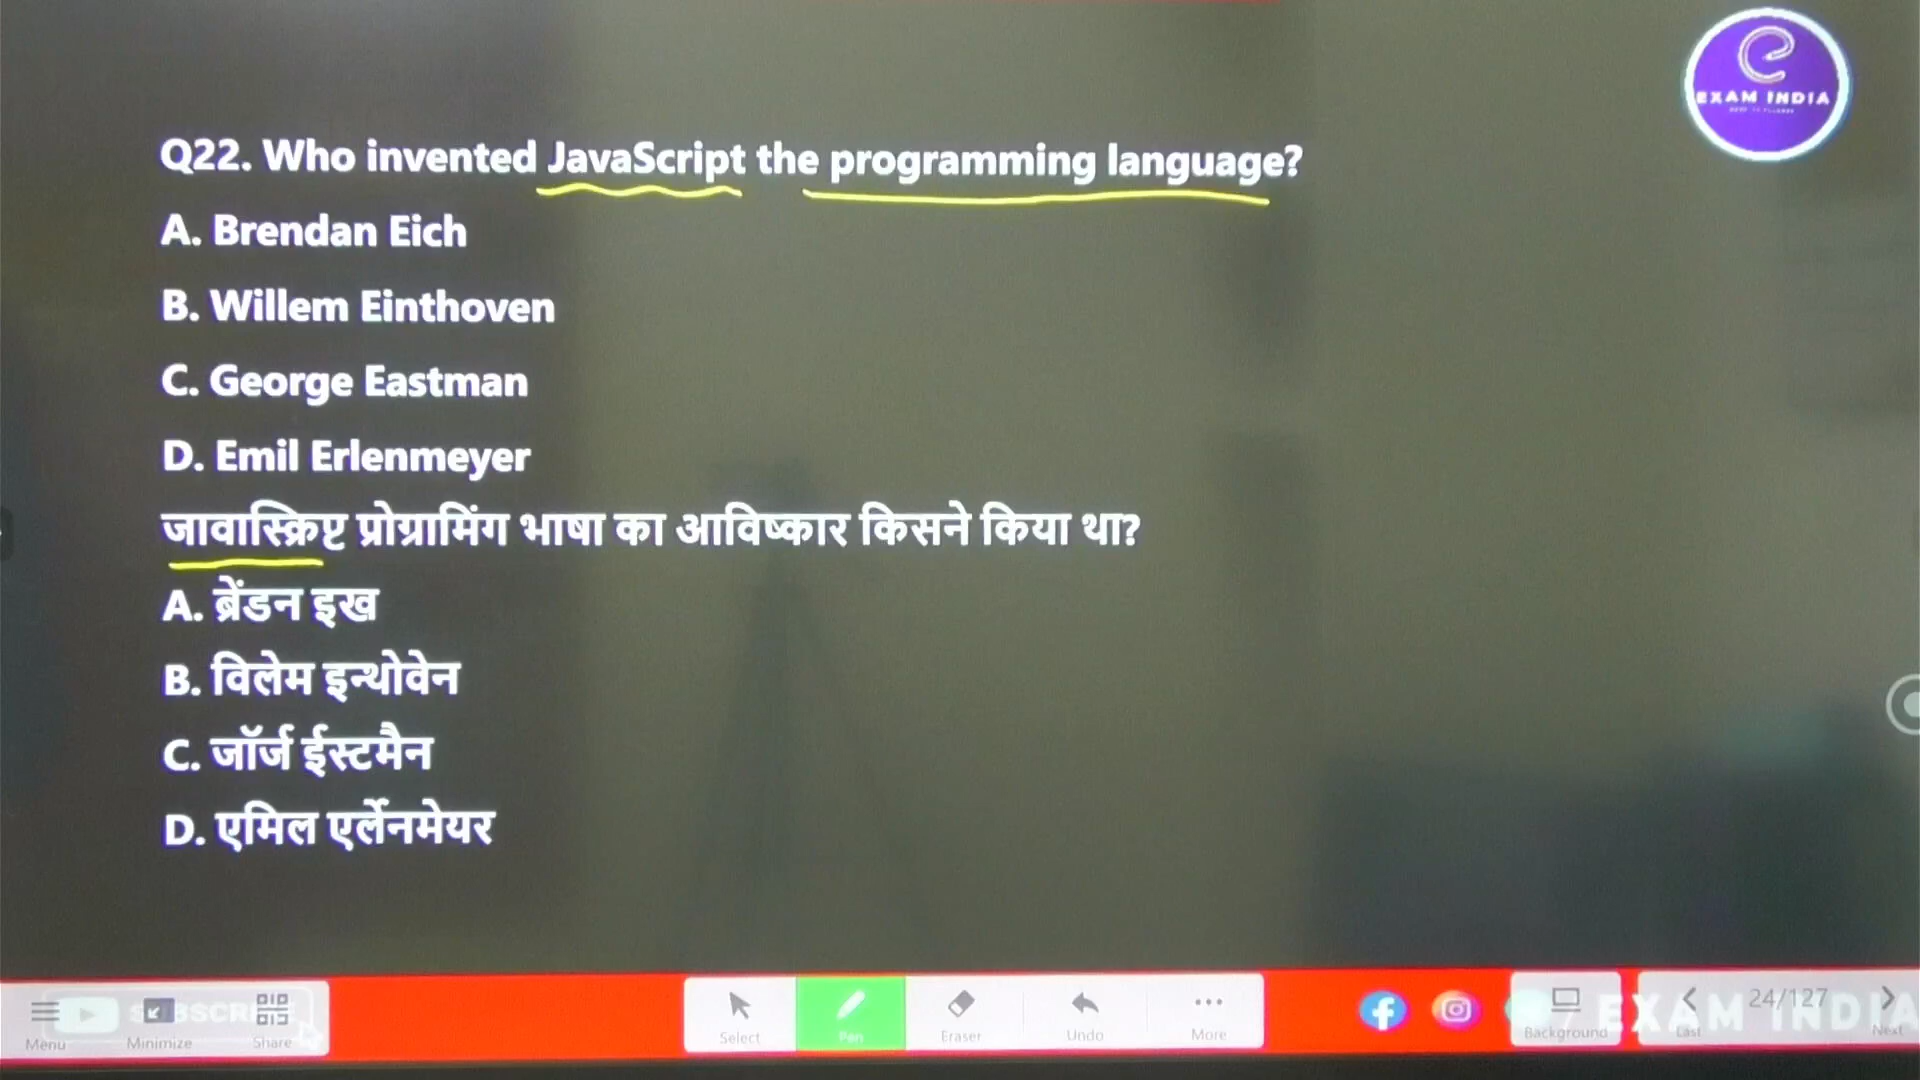 EXAM INDIA
Q22. Who invented JavaScript the programming language?
A. Brendan Eich
B. Willem Einthoven
C. George Eastman
D. Emil Erlenmeyer
जावास्क्रिप्ट प्रोग्रामिंग भाषा का आविष्कार किसने किया था?
A. ब्रेंडन इख
B. विलेम इन्थोवेन
C. जॉर्ज ईस्टमैन
D. एमिल एर्लेनमेयर
Menu
Minimize
Share
Select
Pen
Eraser
Undo
More
Background
EXAM INDIA
Last
24/127
Next